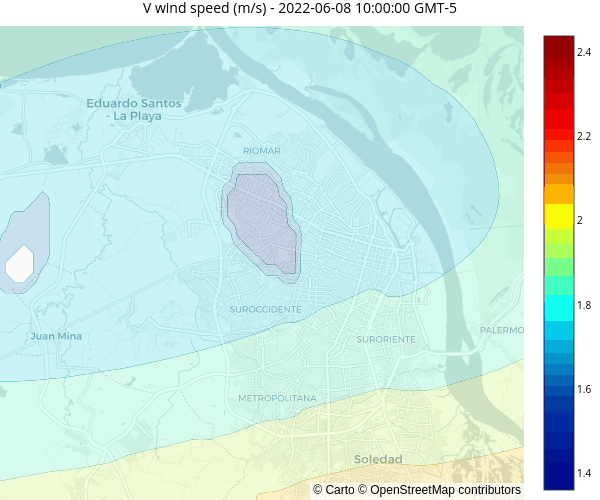 V wind speed (m/s) - 2022-06-08 10:00:00 GMT-5
2.4
Eduardo Santos
- La Playa
2.2
RIOMAR
2
1.8
SUROCCIDENTE
Juan Mina
SURORIENTE
PALERMO
1.6
METROPOLITANA
Soledad
1.4
© Carto © OpenStreetMap contributors